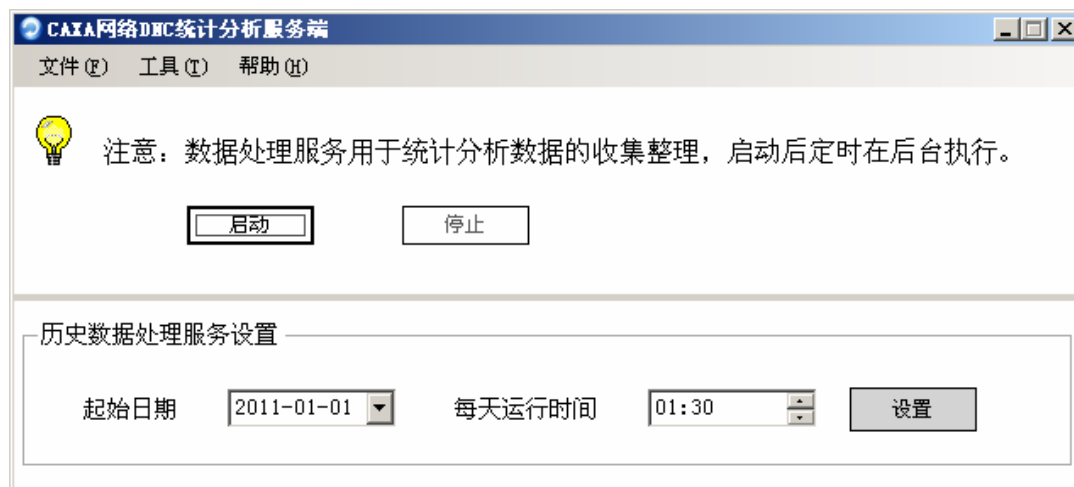 CAXA网络DNC统计分析服务端
文件(F) 工具(T) 帮助(H)
注意：数据处理服务用于统计分析数据的收集整理，启动后定时在后台执行。
启动 停止
历史数据处理服务设置
起始日期 2011-01-01 每天运行时间 01:30 设置